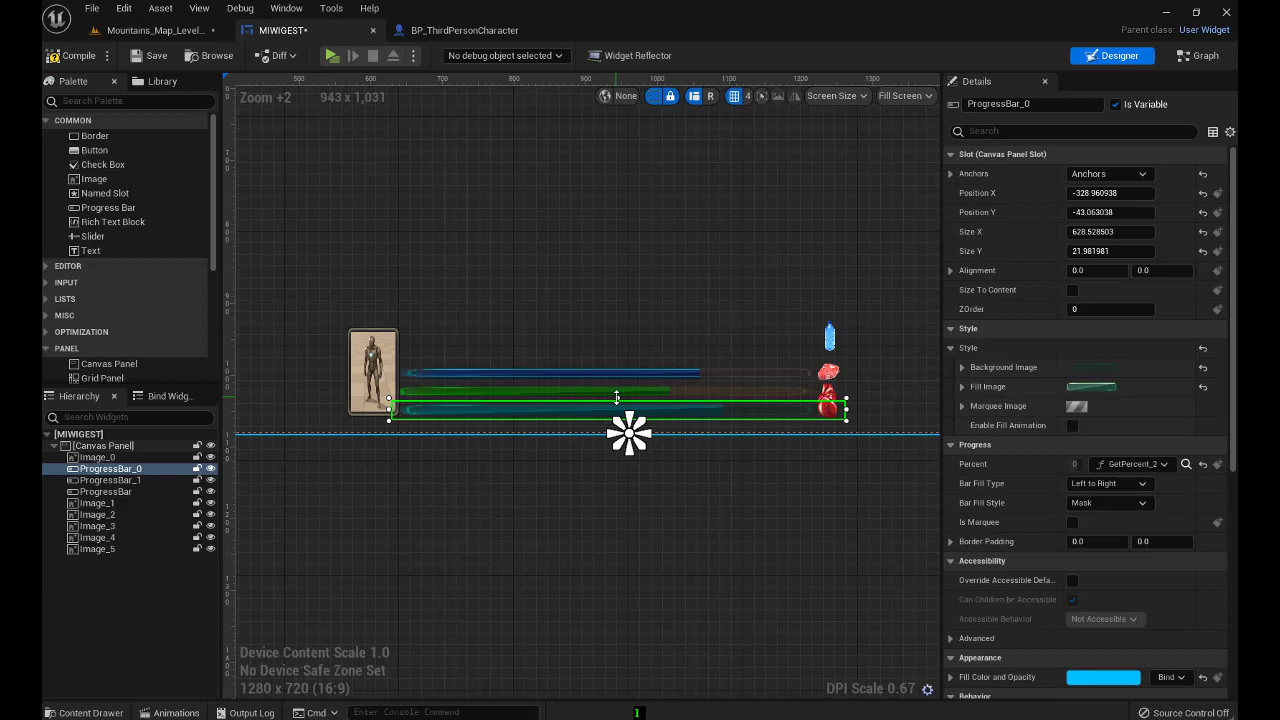 File Edit Asset View Debug Window Tools Help
Mountains_Map_Level... MIWIGEST• BP_ThirdPersonCharacter Parent class: User Widget
Compile Save Browse Diff No debug object selected Widget Reflector Designer Graph
Palette Library
Search Palette
COMMON
Border
Button
Check Box
Image
Named Slot
Progress Bar
Rich Text Block
Slider
Text
EDITOR
INPUT
LISTS
MISC
OPTIMIZATION
PANEL
Canvas Panel
Grid Panel
Hierarchy Bind Widg...
Search Widgets
[MIWIGEST]
[Canvas Panel]
Image_0
ProgressBar_0
ProgressBar_1
ProgressBar
Image_1
Image_2
Image_3
Image_4
Image_5
500 600 700 800 900 1000 1100 1200 1300
Zoom +2 943 x 1,031 None R 4 Screen Size Fill Screen
Device Content Scale 1.0
No Device Safe Zone Set
1280 x 720 (16:9) DPI Scale 0.67
Details
ProgressBar_0 Is Variable
Search
Slot (Canvas Panel Slot)
Anchors Anchors
Position X -328.960938
Position Y -43.063038
Size X 628.528503
Size Y 21.981981
Alignment 0.0 0.0
Size To Content
ZOrder 0
Style
Style
Background Image
Fill Image
Marquee Image
Enable Fill Animation
Progress
Percent 0 GetPercent_2
Bar Fill Type Left to Right
Bar Fill Style Mask
Is Marquee
Border Padding 0.0 0.0
Accessibility
Override Accessible Defa...
Can Children be Accessible
Accessible Behavior Not Accessible
Advanced
Appearance
Fill Color and Opacity Bind
Behavior
Content Drawer Animations Output Log Cmd Enter Console Command 1 Source Control Off